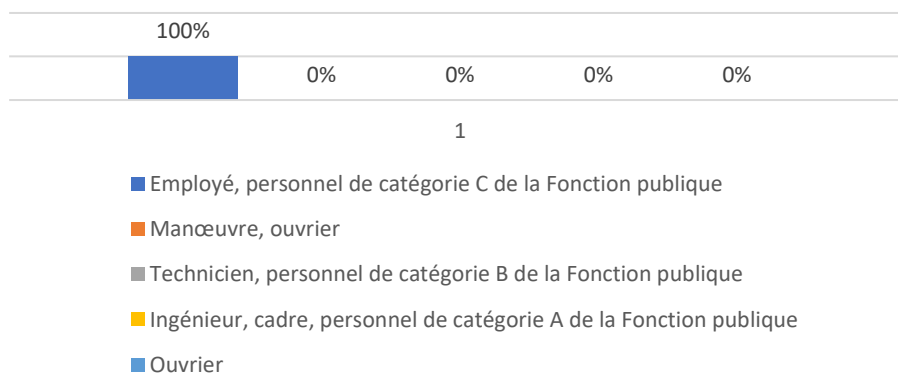 100%
0% 0% 0% 0%
1
Employé, personnel de catégorie C de la Fonction publique
Manœuvre, ouvrier
Technicien, personnel de catégorie B de la Fonction publique
Ingénieur, cadre, personnel de catégorie A de la Fonction publique
Ouvrier